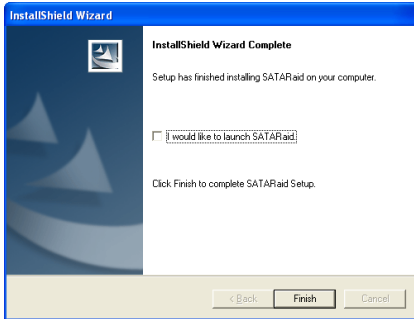 InstallShield Wizard
InstallShield Wizard Complete
Setup has finished installing SATARaid on your computer.
I would like to launch SATARaid.
Click Finish to complete SATARaid Setup.
< Back
Finish
Cancel